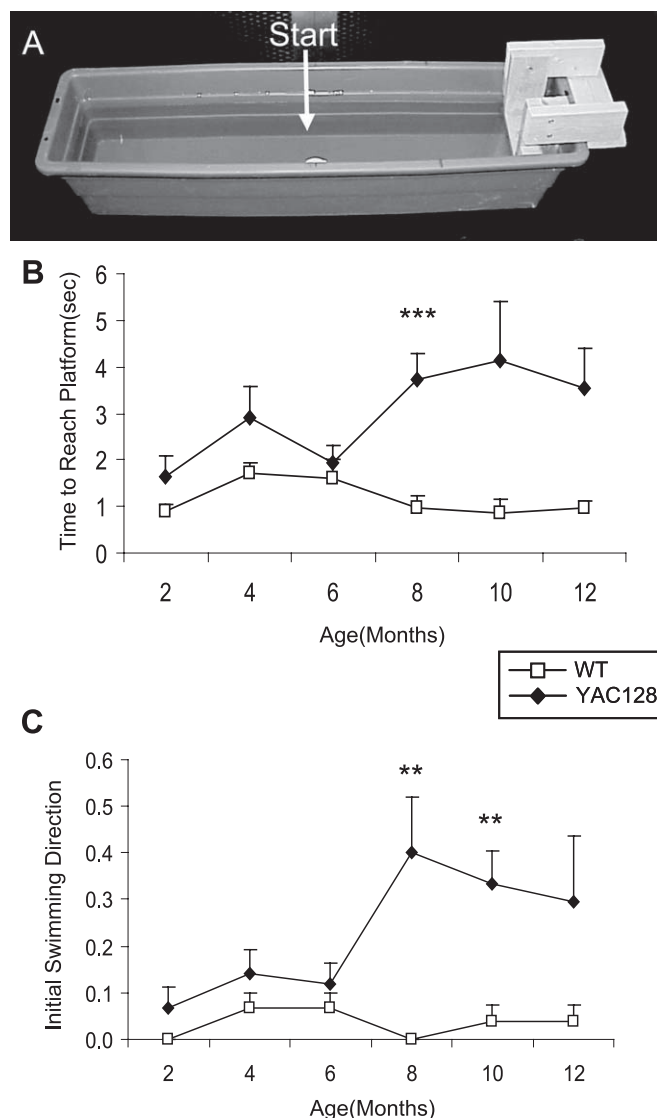 A
Start
B
Time to Reach Platform(sec)
6
5
4
3
2
1
0
***
2 4 6 8 10 12
Age(Months)
WT
YAC128
C
Initial Swimming Direction
0.6
0.5
0.4
0.3
0.2
0.1
0.0
**
**
2 4 6 8 10 12
Age(Months)